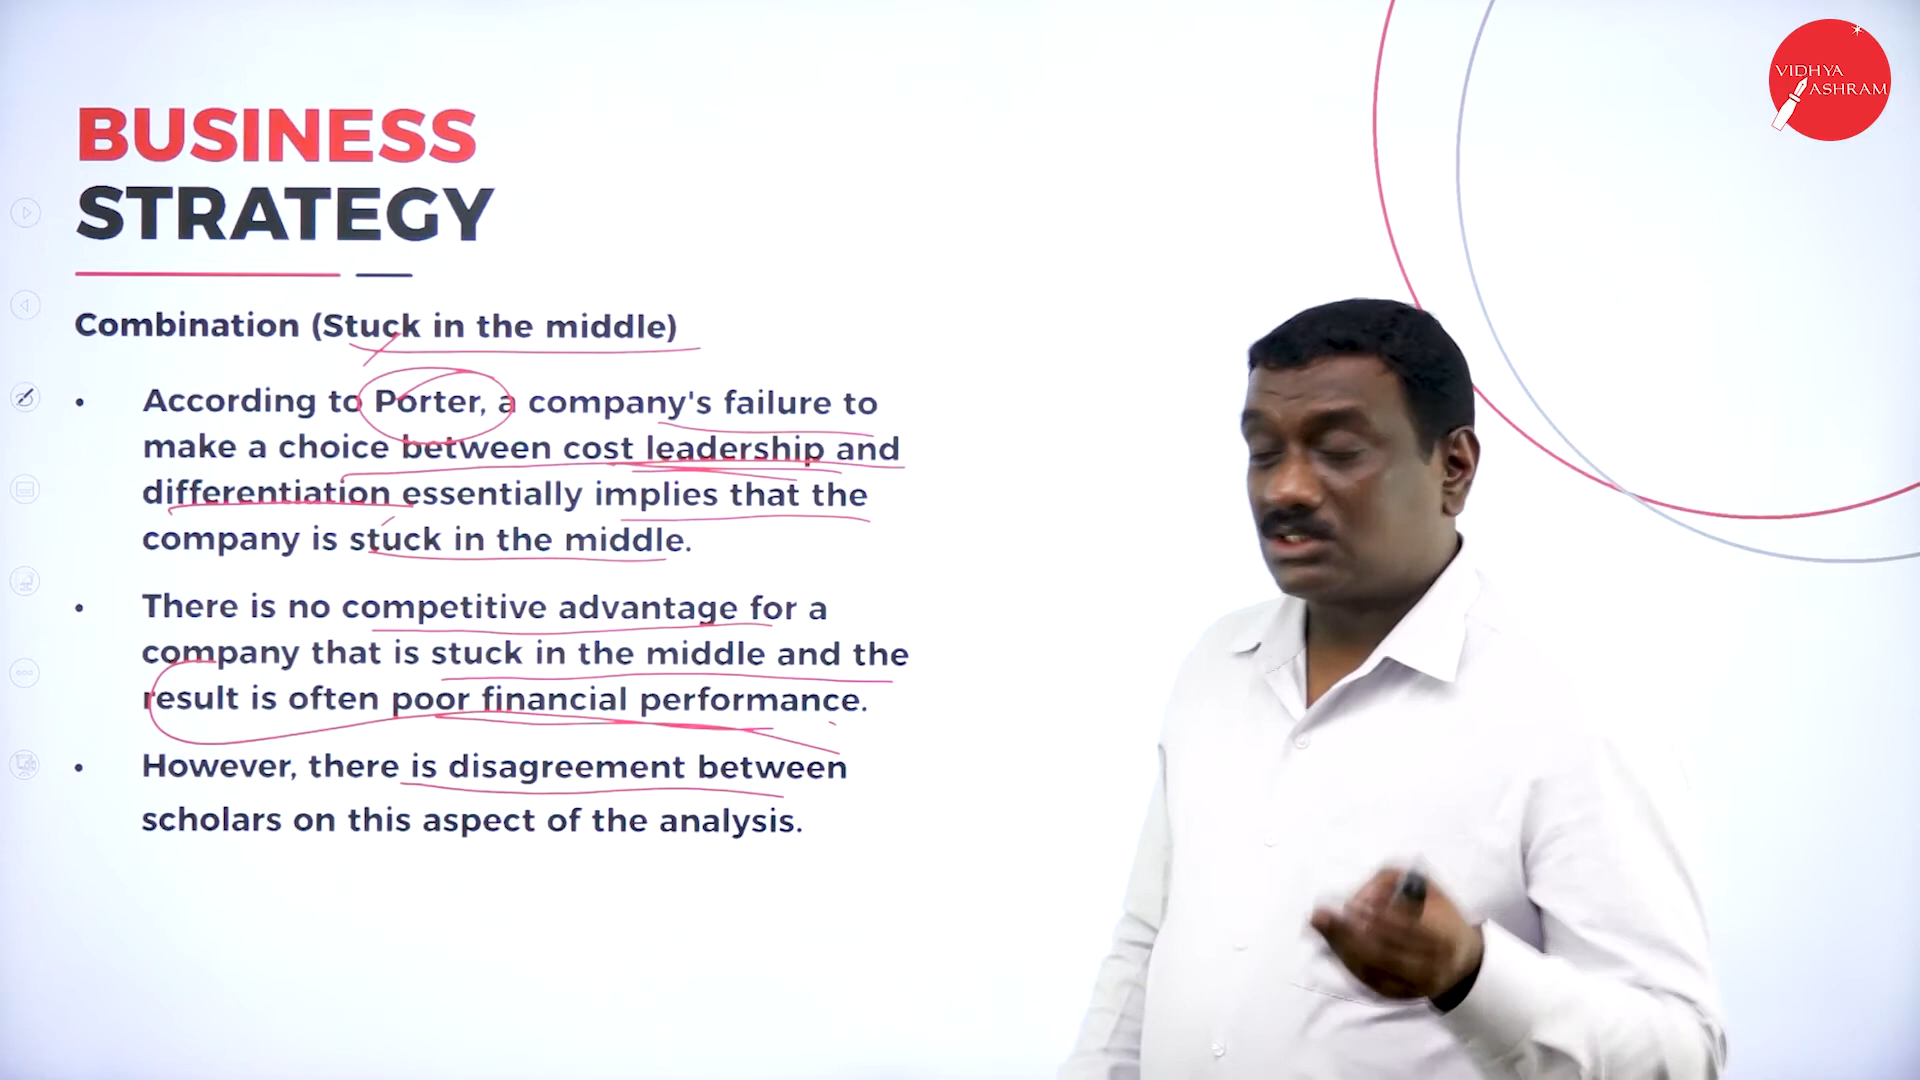 VIDHYA
ASHRAM
BUSINESS
STRATEGY
Combination (Stuck in the middle)
• According to Porter, a company's failure to
make a choice between cost leadership and
differentiation essentially implies that the
company is stuck in the middle.
• There is no competitive advantage for a
company that is stuck in the middle and the
result is often poor financial performance.
• However, there is disagreement between
scholars on this aspect of the analysis.